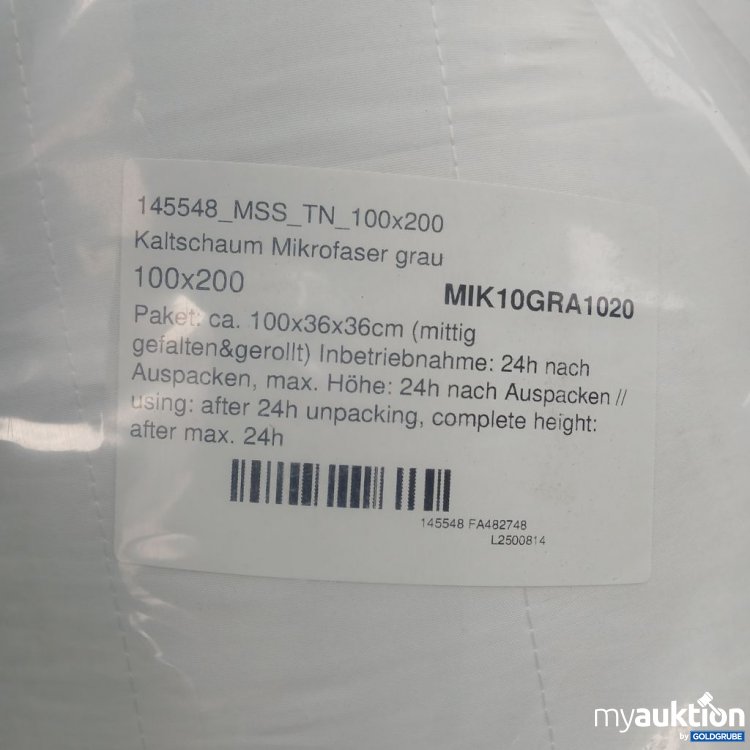 145548_MSS_TN_100x200
Kaltschaum Mikrofaser grau
100x200
MIK10GRA1020
Paket: ca. 100x36x36cm (mittig
gefalten&gerollt) Inbetriebnahme: 24h nach
Auspacken, max. Höhe: 24h nach Auspacken //
using: after 24h unpacking, complete height:
after max. 24h
145548 FA482748
L2500814
myauktion
by GOLDGRUBE